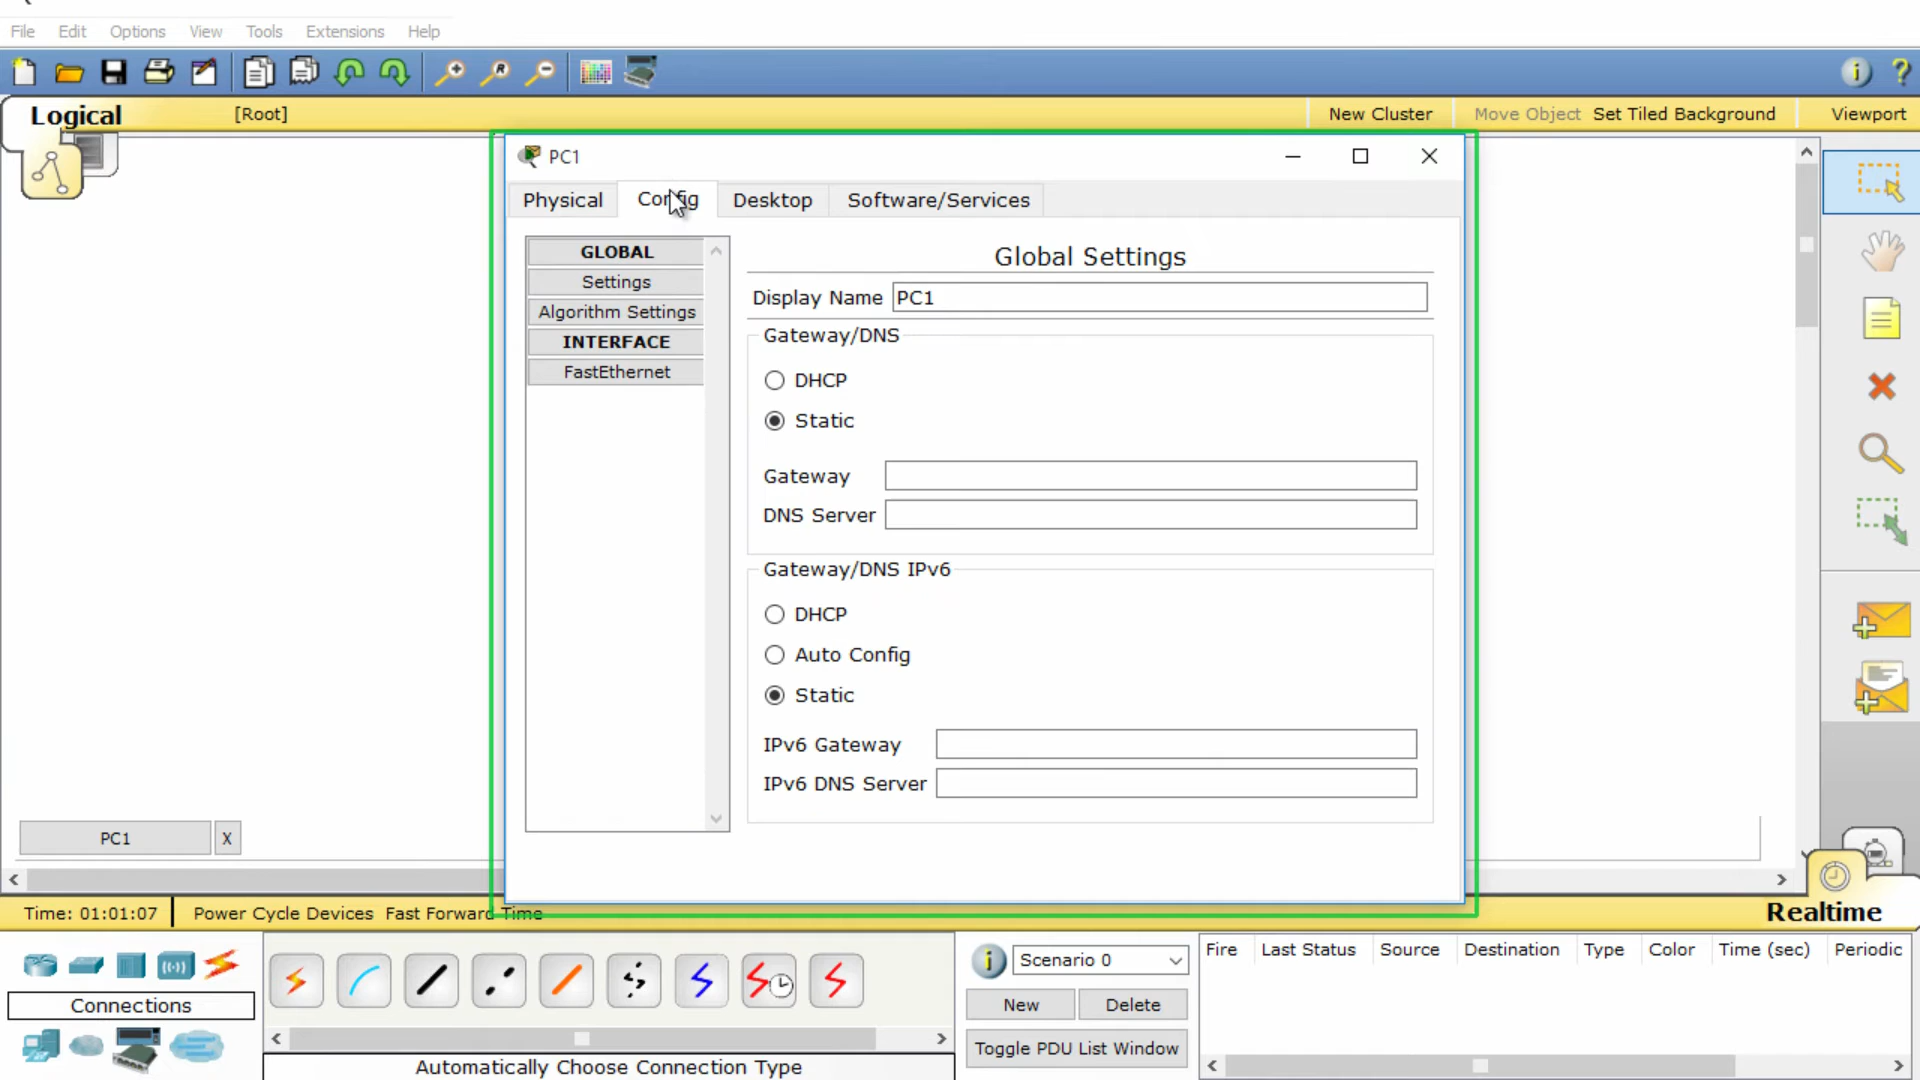 File Edit Options View Tools Extensions Help
Logical [Root] New Cluster Move Object Set Tiled Background Viewport
PC1
Physical Config Desktop Software/Services
GLOBAL
Settings
Algorithm Settings
INTERFACE
FastEthernet
Global Settings
Display Name PC1
Gateway/DNS
DHCP
Static
Gateway
DNS Server
Gateway/DNS IPv6
DHCP
Auto Config
Static
IPv6 Gateway
IPv6 DNS Server
PC1 X
Time: 01:01:07 Power Cycle Devices Fast Forward Time
Realtime
Connections
Automatically Choose Connection Type
Scenario 0
New Delete
Toggle PDU List Window
Fire Last Status Source Destination Type Color Time (sec) Periodic